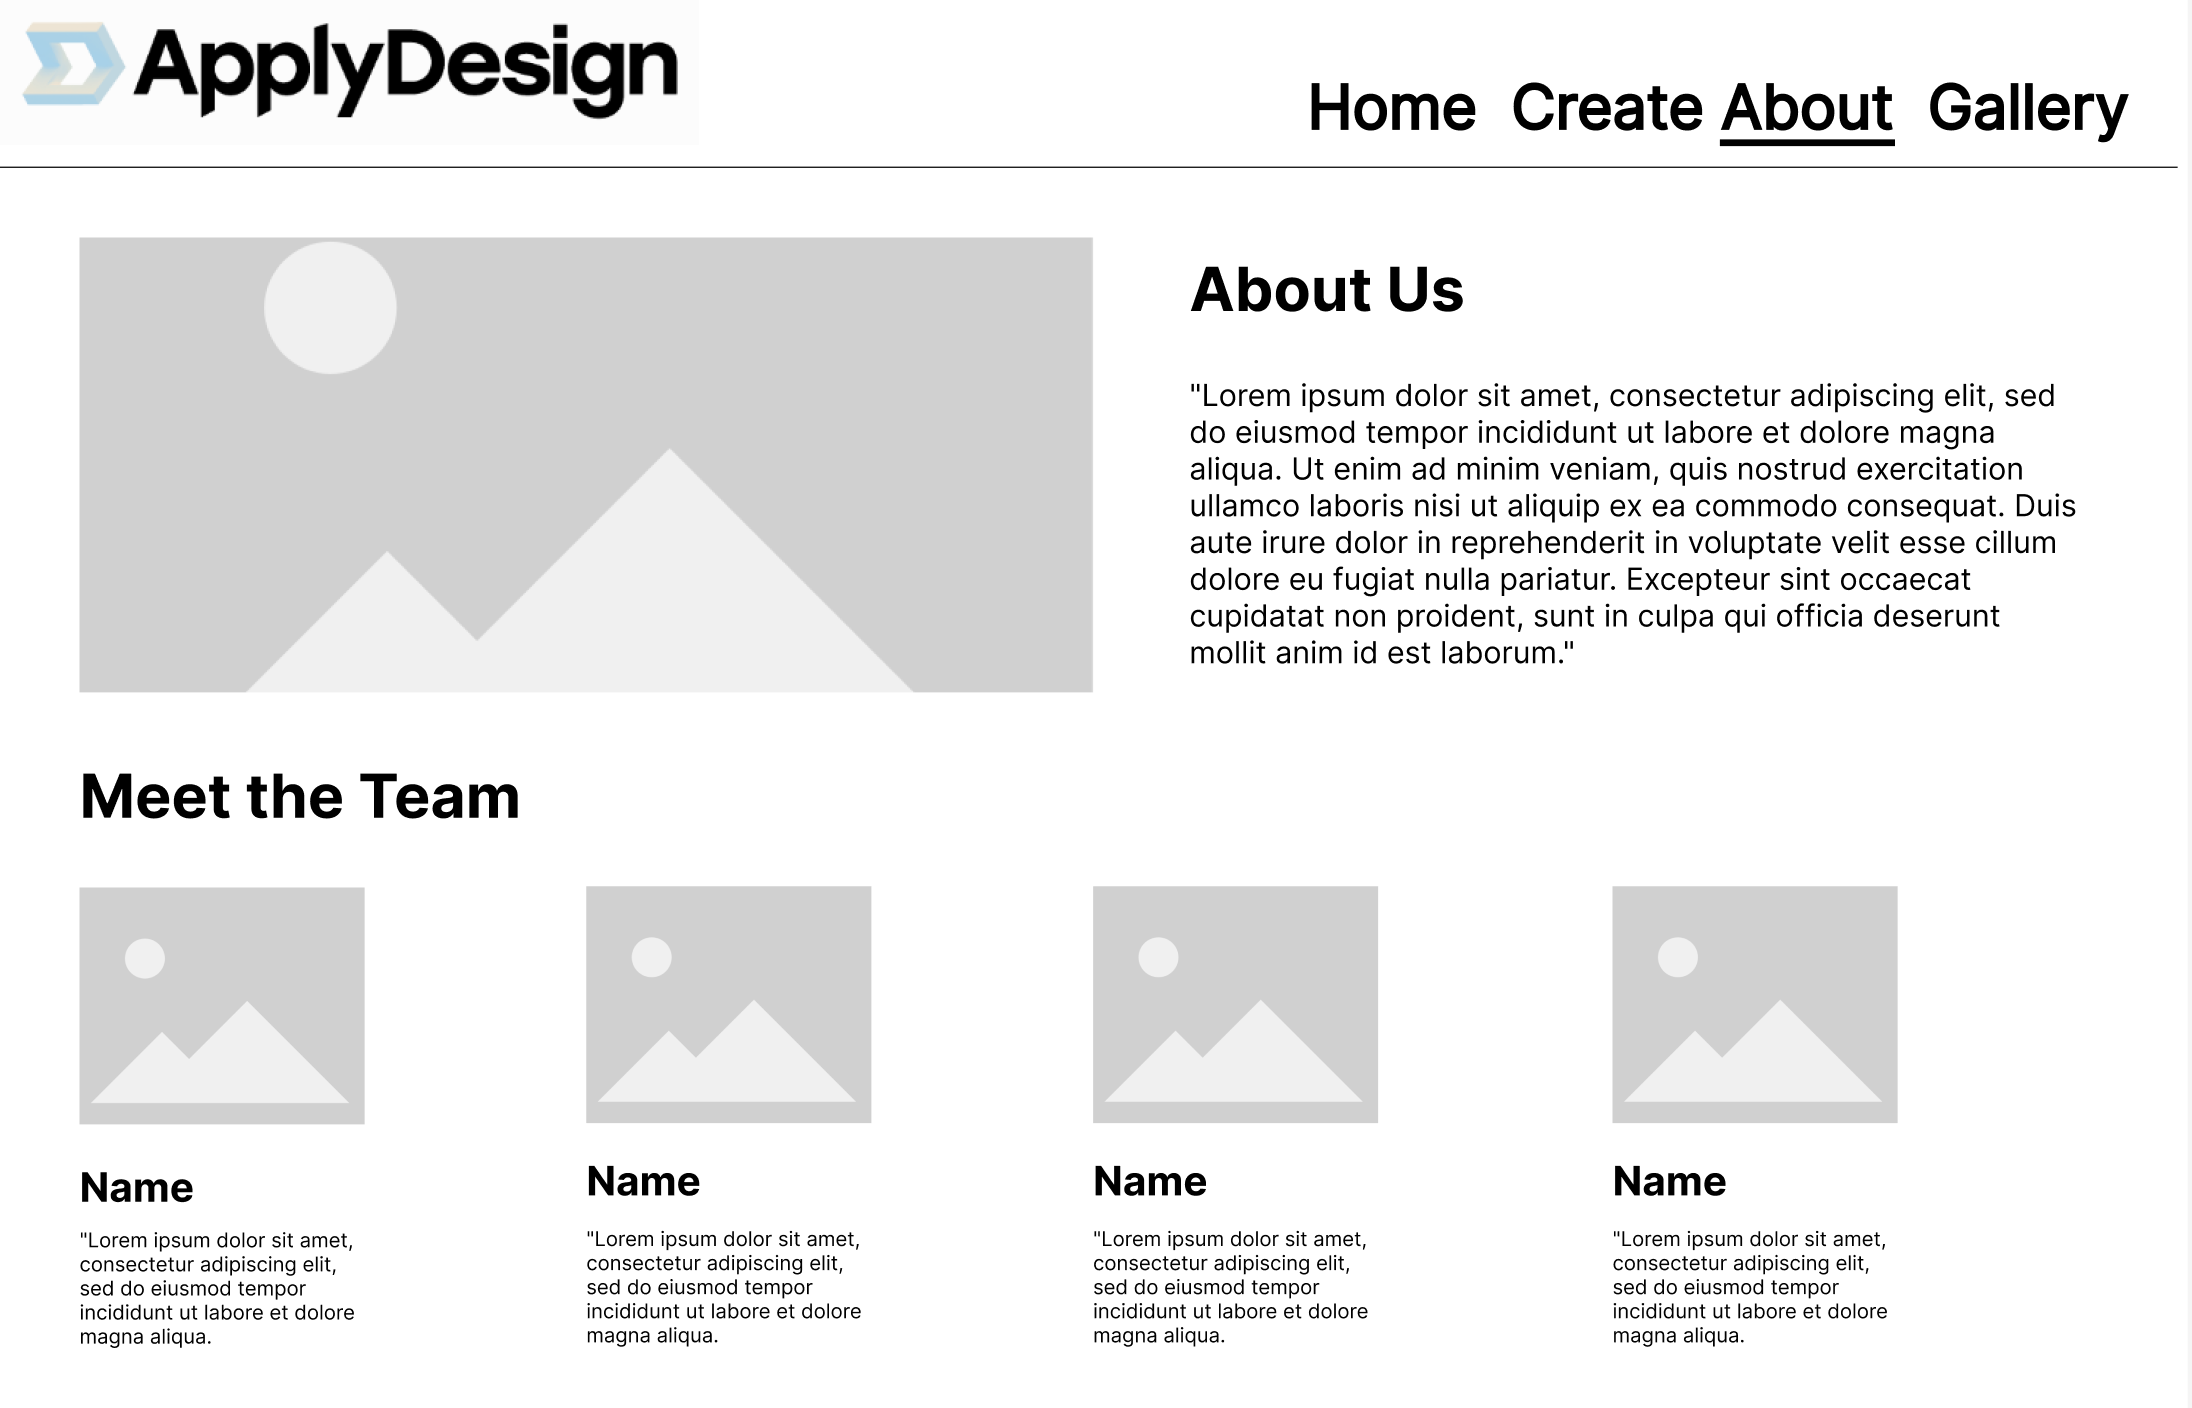 ApplyDesign
Home Create About Gallery
About Us
"Lorem ipsum dolor sit amet, consectetur adipiscing elit, sed
do eiusmod tempor incididunt ut labore et dolore magna
aliqua. Ut enim ad minim veniam, quis nostrud exercitation
ullamco laboris nisi ut aliquip ex ea commodo consequat. Duis
aute irure dolor in reprehenderit in voluptate velit esse cillum
dolore eu fugiat nulla pariatur. Excepteur sint occaecat
cupidatat non proident, sunt in culpa qui officia deserunt
mollit anim id est laborum."
Meet the Team
Name
"Lorem ipsum dolor sit amet,
consectetur adipiscing elit,
sed do eiusmod tempor
incididunt ut labore et dolore
magna aliqua.
Name
"Lorem ipsum dolor sit amet,
consectetur adipiscing elit,
sed do eiusmod tempor
incididunt ut labore et dolore
magna aliqua.
Name
"Lorem ipsum dolor sit amet,
consectetur adipiscing elit,
sed do eiusmod tempor
incididunt ut labore et dolore
magna aliqua.
Name
"Lorem ipsum dolor sit amet,
consectetur adipiscing elit,
sed do eiusmod tempor
incididunt ut labore et dolore
magna aliqua.